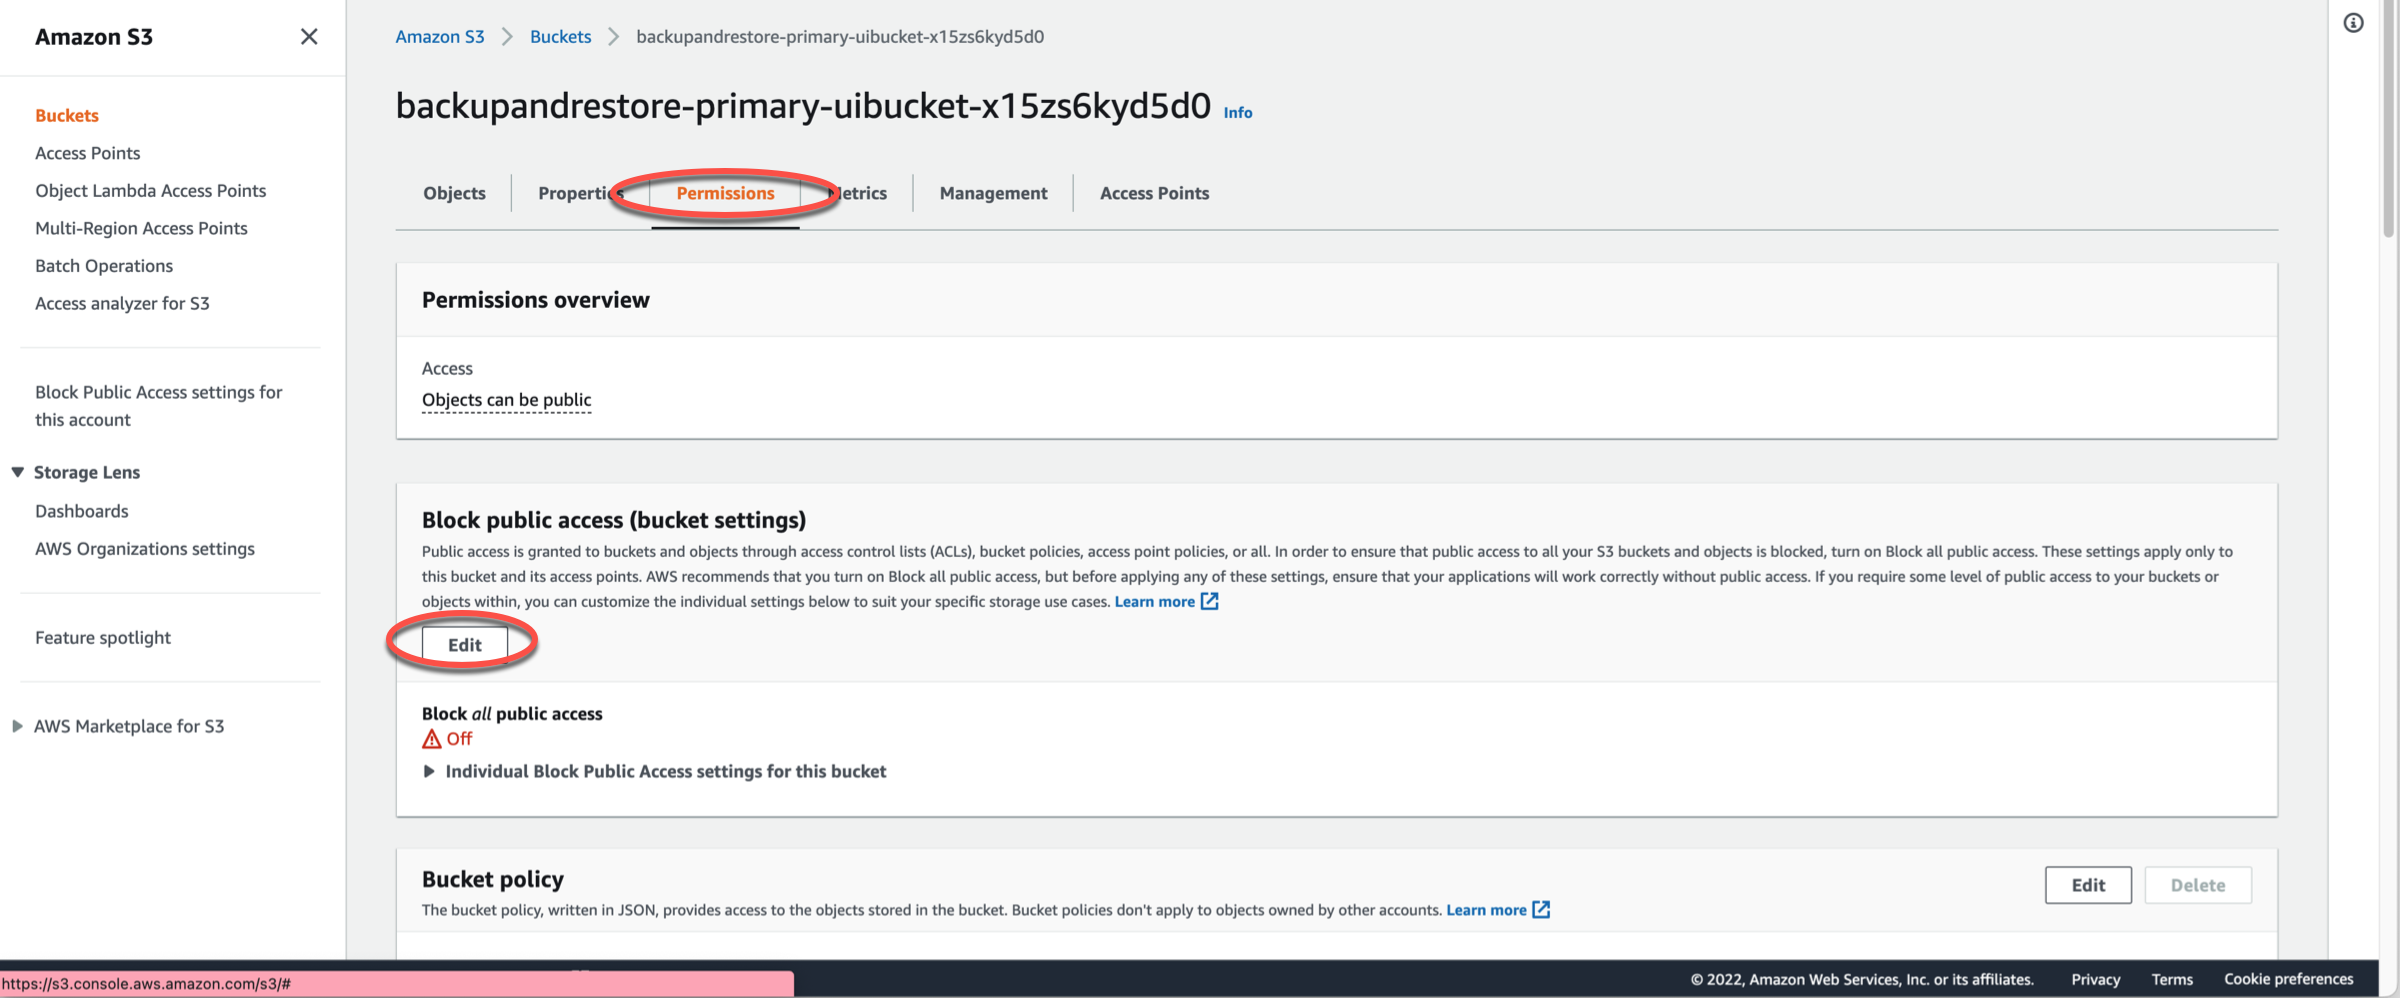 Amazon S3
Buckets
Access Points
Object Lambda Access Points
Multi-Region Access Points
Batch Operations
Access analyzer for S3
Block Public Access settings for
this account
Storage Lens
Dashboards
AWS Organizations settings
Feature spotlight
AWS Marketplace for S3
Amazon S3 > Buckets > backupandrestore-primary-uibucket-x15zs6kyd5d0
backupandrestore-primary-uibucket-x15zs6kyd5d0 Info
Objects Properties Permissions Metrics Management Access Points
Permissions overview
Access
Objects can be public
Block public access (bucket settings)
Public access is granted to buckets and objects through access control lists (ACLs), bucket policies, access point policies, or all. In order to ensure that public access to all your S3 buckets and objects is blocked, turn on Block all public access. These settings apply only to
this bucket and its access points. AWS recommends that you turn on Block all public access, but before applying any of these settings, ensure that your applications will work correctly without public access. If you require some level of public access to your buckets or
objects within, you can customize the individual settings below to suit your specific storage use cases. Learn more
Edit
Block all public access
Off
Individual Block Public Access settings for this bucket
Bucket policy
Edit Delete
The bucket policy, written in JSON, provides access to the objects stored in the bucket. Bucket policies don't apply to objects owned by other accounts. Learn more
https://s3.console.aws.amazon.com/s3/#
© 2022, Amazon Web Services, Inc. or its affiliates. Privacy Terms Cookie preferences